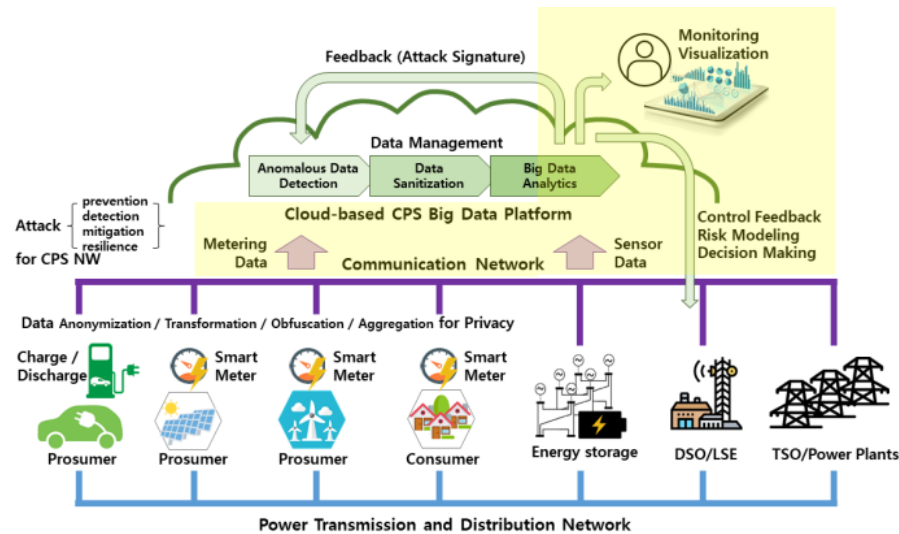 Monitoring
Visualization
Feedback (Attack Signature)
Data Management
Anomalous Data
Detection
Data
Sanitization
Big Data
Analytics
Cloud-based CPS Big Data Platform
Attack
prevention
detection
mitigation
resilience
for CPS NW
Metering
Data
Communication Network
Sensor
Data
Control Feedback
Risk Modeling
Decision Making
Data Anonymization / Transformation / Obfuscation / Aggregation for Privacy
Charge /
Discharge
Smart
Meter
Smart
Meter
Smart
Meter
Prosumer
Prosumer
Prosumer
Consumer
Energy storage
DSO/LSE
TSO/Power Plants
Power Transmission and Distribution Network